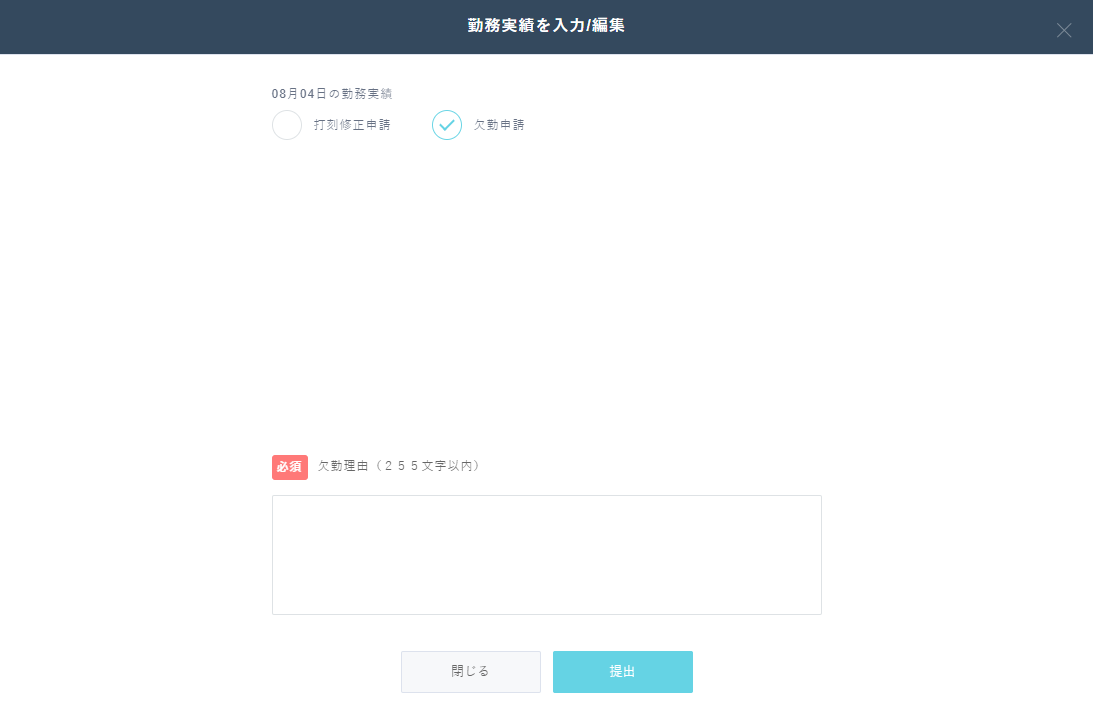 勤務実績を入力/編集
08月04日の勤務実績
打刻修正申請 欠勤申請
必須 欠勤理由（２５５文字以内）
閉じる 提出